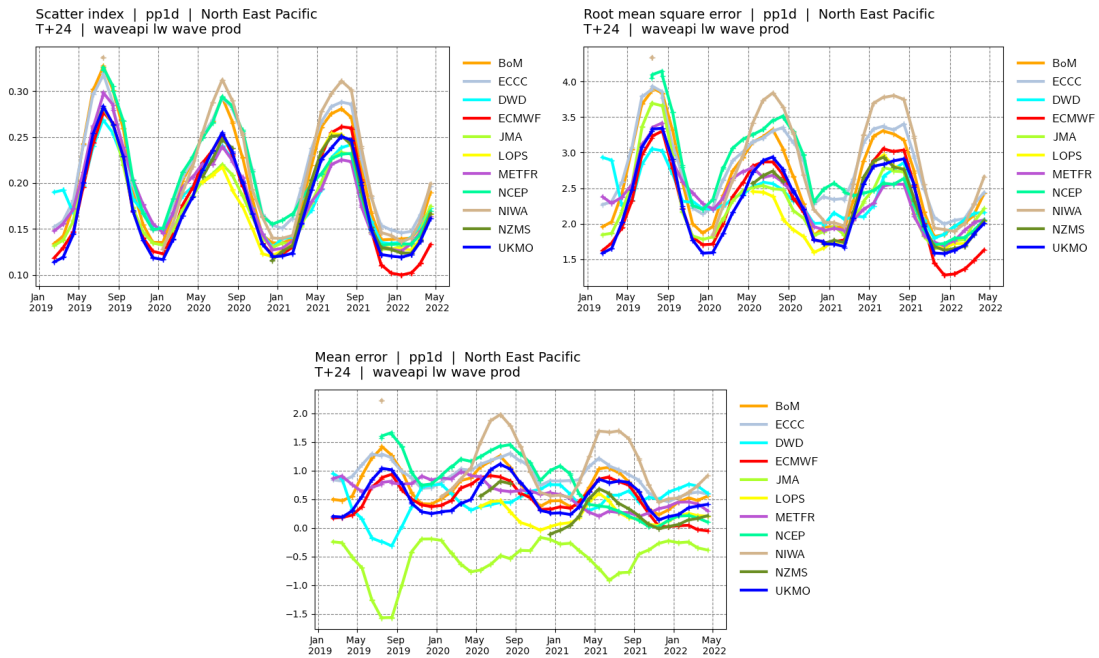 Scatter index | pp1d | North East Pacific
T+24 | waveapi lw wave prod
0.30
0.25
0.20
0.15
0.10
Jan 2019
May 2019
Sep 2019
Jan 2020
May 2020
Sep 2020
Jan 2021
May 2021
Sep 2021
Jan 2022
May 2022
BoM
ECCC
DWD
ECMWF
JMA
LOPS
METFR
NCEP
NIWA
NZMS
UKMO
Root mean square error | pp1d | North East Pacific
T+24 | waveapi lw wave prod
4.0
3.5
3.0
2.5
2.0
1.5
Jan 2019
May 2019
Sep 2019
Jan 2020
May 2020
Sep 2020
Jan 2021
May 2021
Sep 2021
Jan 2022
May 2022
BoM
ECCC
DWD
ECMWF
JMA
LOPS
METFR
NCEP
NIWA
NZMS
UKMO
Mean error | pp1d | North East Pacific
T+24 | waveapi lw wave prod
2.0
1.5
1.0
0.5
0.0
−0.5
−1.0
−1.5
Jan 2019
May 2019
Sep 2019
Jan 2020
May 2020
Sep 2020
Jan 2021
May 2021
Sep 2021
Jan 2022
May 2022
BoM
ECCC
DWD
ECMWF
JMA
LOPS
METFR
NCEP
NIWA
NZMS
UKMO